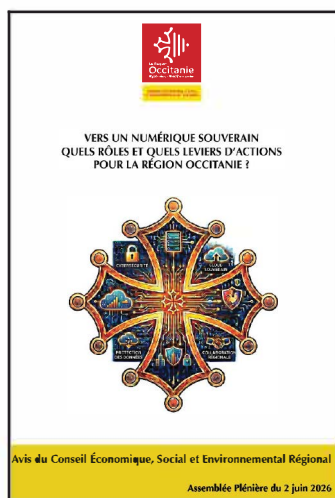 La Région
Occitanie
Pyrénées - Méditerranée
VERS UN NUMÉRIQUE SOUVERAIN
QUELS RÔLES ET QUELS LEVIERS D'ACTIONS
POUR LA RÉGION OCCITANIE ?
CYBERSÉCURITÉ
CLOUD
SOUVERAIN
PROTECTION
DES DONNÉES
COLLABORATION
RÉGIONALE
Avis du Conseil Économique, Social et Environnemental Régional
Assemblée Plénière du 2 juin 2026